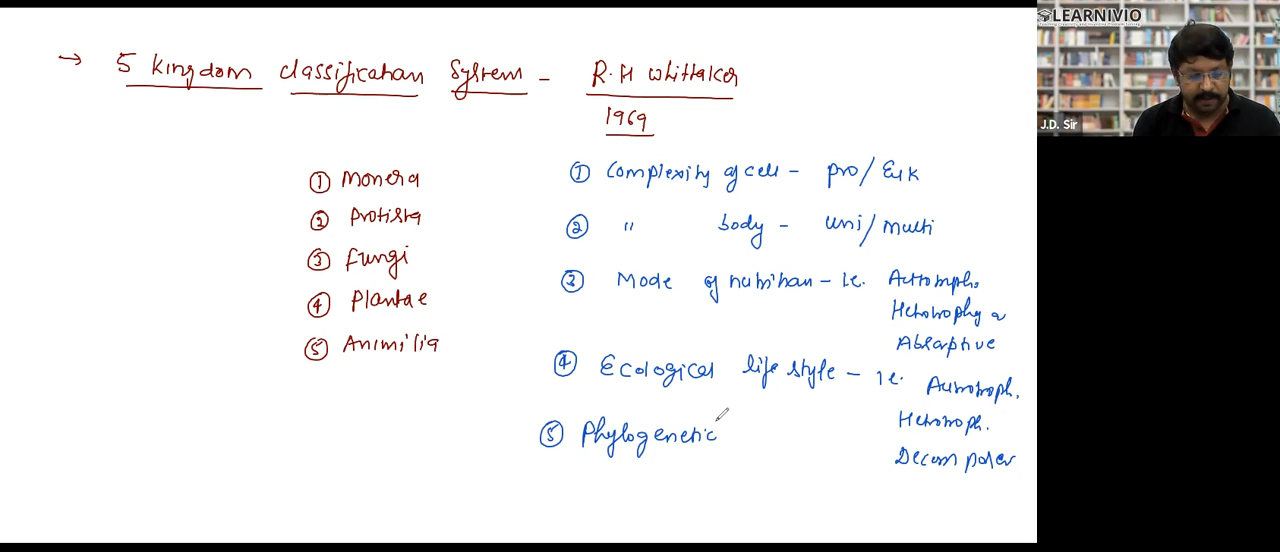 → 5 Kingdom classification System - R.H Whittaker
1969
① Monera
② Protista
③ Fungi
④ Plantae
⑤ Animilia
① Complexity of cell - pro/Euk
② " body - uni/multi
③ Mode of nutrition - i.e. Autotroph.
Heterotrophy or
Absorptive
④ Ecological life style - i.e. Autotroph.
Heterotroph.
Decomposer
⑤ Phylogenetic
LEARNIVIO
J.D. Sir